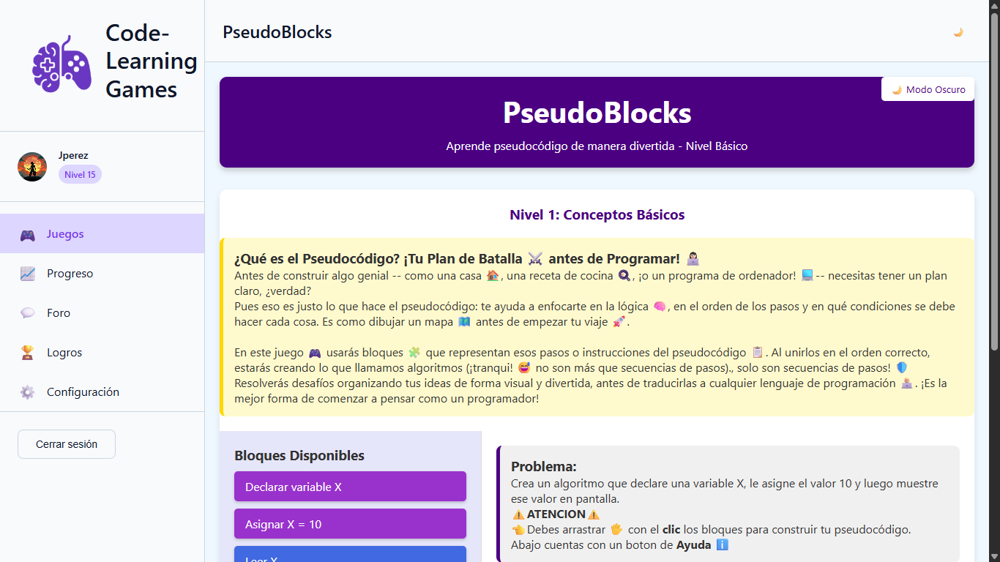 Code-
Learning
Games
Jperez
Nivel 15
Juegos
Progreso
Foro
Logros
Configuración
Cerrar sesión
PseudoBlocks
Modo Oscuro
PseudoBlocks
Aprende pseudocódigo de manera divertida - Nivel Básico
Nivel 1: Conceptos Básicos
¿Qué es el Pseudocódigo? ¡Tu Plan de Batalla ⚔️ antes de Programar! 👩🏻‍💻
Antes de construir algo genial -- como una casa 🏠, una receta de cocina 🍳, ¡o un programa de ordenador! 💻 -- necesitas tener un plan
claro, ¿verdad?
Pues eso es justo lo que hace el pseudocódigo: te ayuda a enfocarte en la lógica 🧠, en el orden de los pasos y en qué condiciones se debe
hacer cada cosa. Es como dibujar un mapa 🗺️ antes de empezar tu viaje 🚀.
En este juego 🎮 usarás bloques 🧩 que representan esos pasos o instrucciones del pseudocódigo 📋. Al unirlos en el orden correcto,
estarás creando lo que llamamos algoritmos (¡tranqui! 😅 no son más que secuencias de pasos)., solo son secuencias de pasos! 🛡️
Resolverás desafíos organizando tus ideas de forma visual y divertida, antes de traducirlas a cualquier lenguaje de programación 👩🏼‍💻. ¡Es la
mejor forma de comenzar a pensar como un programador!
Bloques Disponibles
Declarar variable X
Asignar X = 10
Leer X
Problema:
Crea un algoritmo que declare una variable X, le asigne el valor 10 y luego muestre
ese valor en pantalla.
⚠️ATENCION⚠️
👈Debes arrastrar 🖐️ con el clic los bloques para construir tu pseudocódigo.
Abajo cuentas con un boton de Ayuda ℹ️